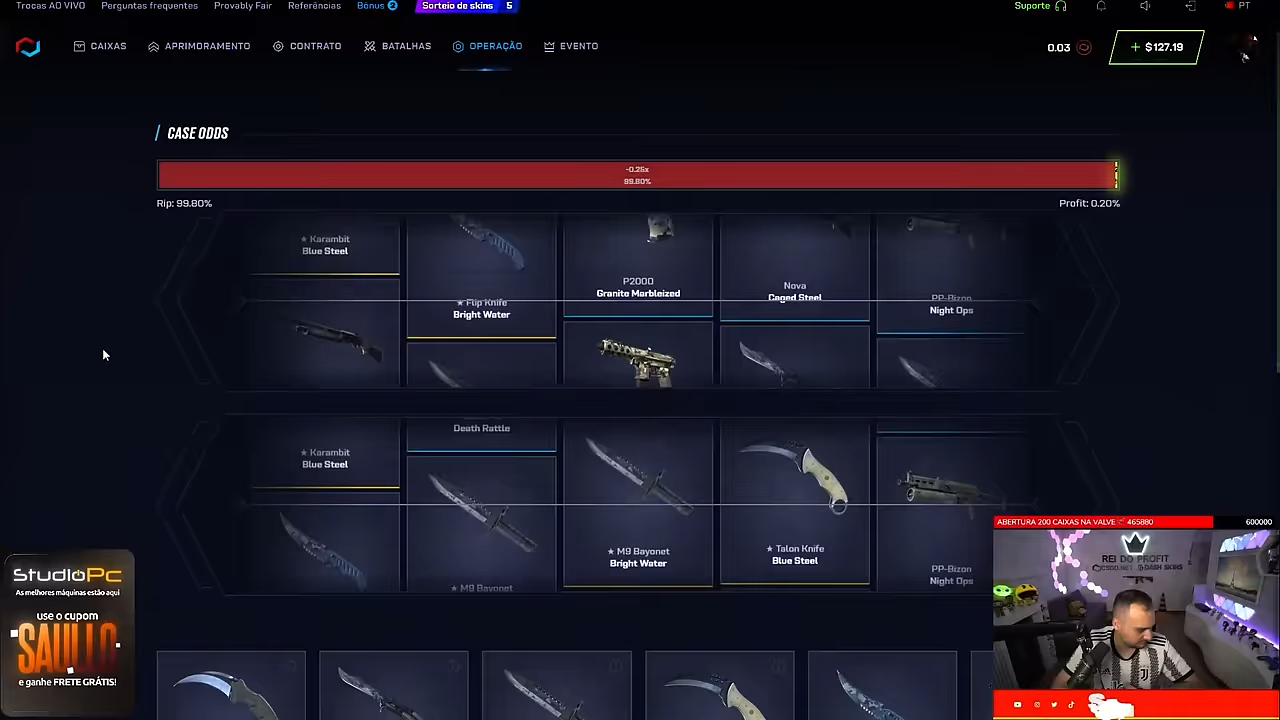 Trocas AO VIVO Perguntas frequentes Provably Fair Referências Bônus 2 Sorteio de skins 5 Suporte PT
CAIXAS APRIMORAMENTO CONTRATO BATALHAS OPERAÇÃO EVENTO 0.03 + $127.19
/ CASE ODDS
-0.25x
99.80%
Rip: 99.80% Profit: 0.20%
★ Karambit
Blue Steel
★ Flip Knife
Bright Water
P2000
Granite Marbleized
Nova
Caged Steel
PP-Bizon
Night Ops
★ Karambit
Blue Steel
Death Rattle
★ M9 Bayonet
★ M9 Bayonet
Bright Water
★ Talon Knife
Blue Steel
PP-Bizon
Night Ops
STUDIOPC
As melhores máquinas estão aqui
use o cupom
SAULLO
e ganhe FRETE GRÁTIS!
ABERTURA 200 CAIXAS NA VALVE 465880 600000
REI DO PROFIT
CSGO.NET DASH SKINS